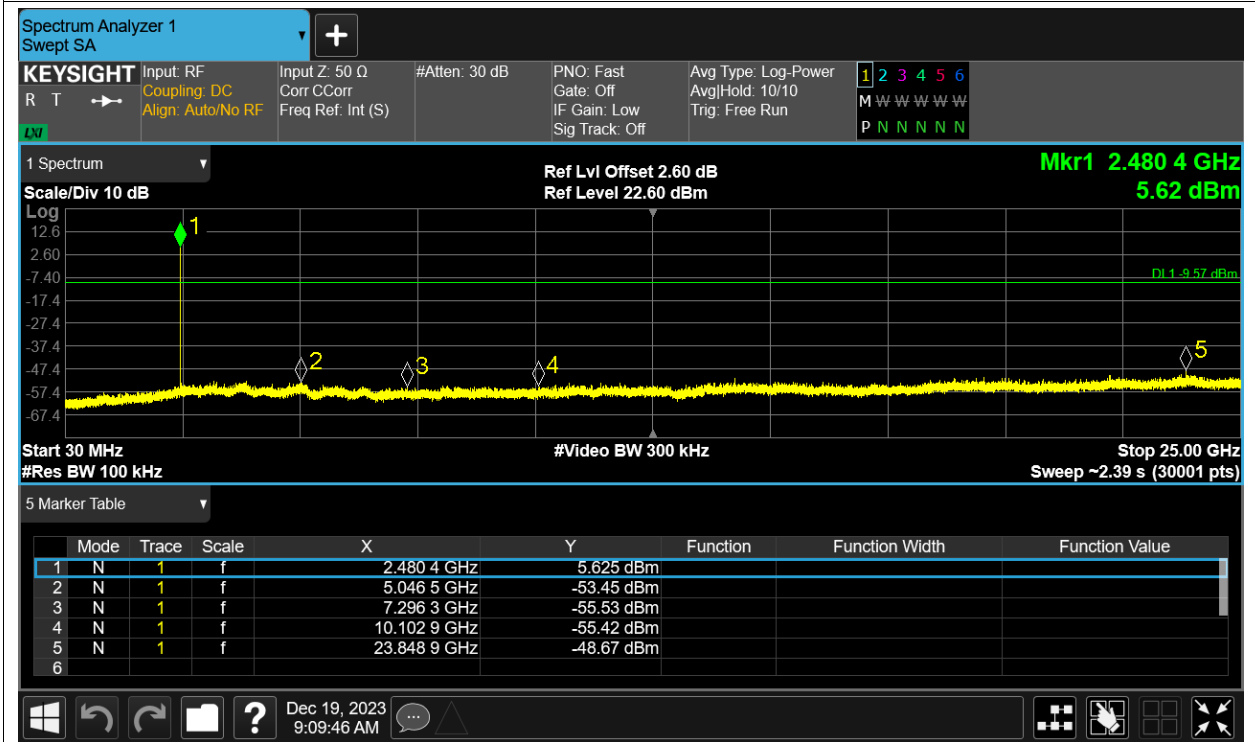 Spectrum Analyzer 1
Swept SA
+
KEYSIGHT
R T
LXI
Input: RF
Coupling: DC
Align: Auto/No RF
Input Z: 50 Ω
Corr CCorr
Freq Ref: Int (S)
#Atten: 30 dB
PNO: Fast
Gate: Off
IF Gain: Low
Sig Track: Off
Avg Type: Log-Power
Avg|Hold: 10/10
Trig: Free Run
1 2 3 4 5 6
M W W W W W
P N N N N N
1 Spectrum
Scale/Div 10 dB
Ref Lvl Offset 2.60 dB
Ref Level 22.60 dBm
Mkr1 2.480 4 GHz
5.62 dBm
Log
12.6
2.60
-7.40
-17.4
-27.4
-37.4
-47.4
-57.4
-67.4
1
2
3
4
5
DL1 -9.57 dBm
Start 30 MHz
#Res BW 100 kHz
#Video BW 300 kHz
Stop 25.00 GHz
Sweep ~2.39 s (30001 pts)
5 Marker Table
Mode Trace Scale X Y Function Function Width Function Value
1 N 1 f 2.480 4 GHz 5.625 dBm
2 N 1 f 5.046 5 GHz -53.45 dBm
3 N 1 f 7.296 3 GHz -55.53 dBm
4 N 1 f 10.102 9 GHz -55.42 dBm
5 N 1 f 23.848 9 GHz -48.67 dBm
6
?
Dec 19, 2023
9:09:46 AM